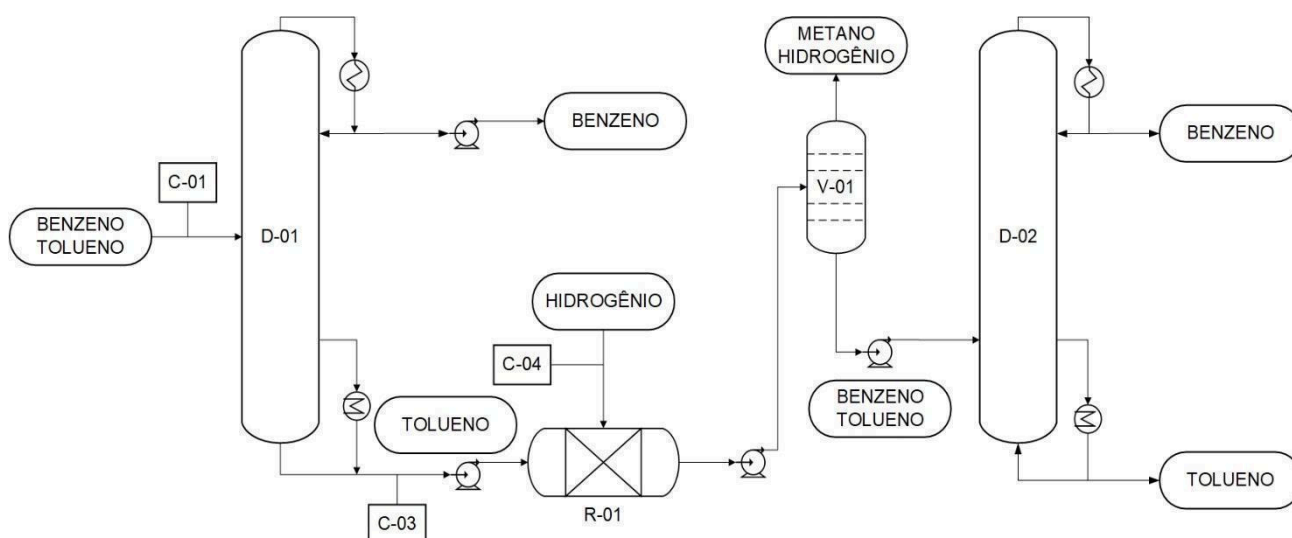 METANO
HIDROGÊNIO
BENZENO
BENZENO
C-01
V-01
BENZENO
TOLUENO
D-01
D-02
HIDROGÊNIO
C-04
BENZENO
TOLUENO
TOLUENO
TOLUENO
R-01
C-03